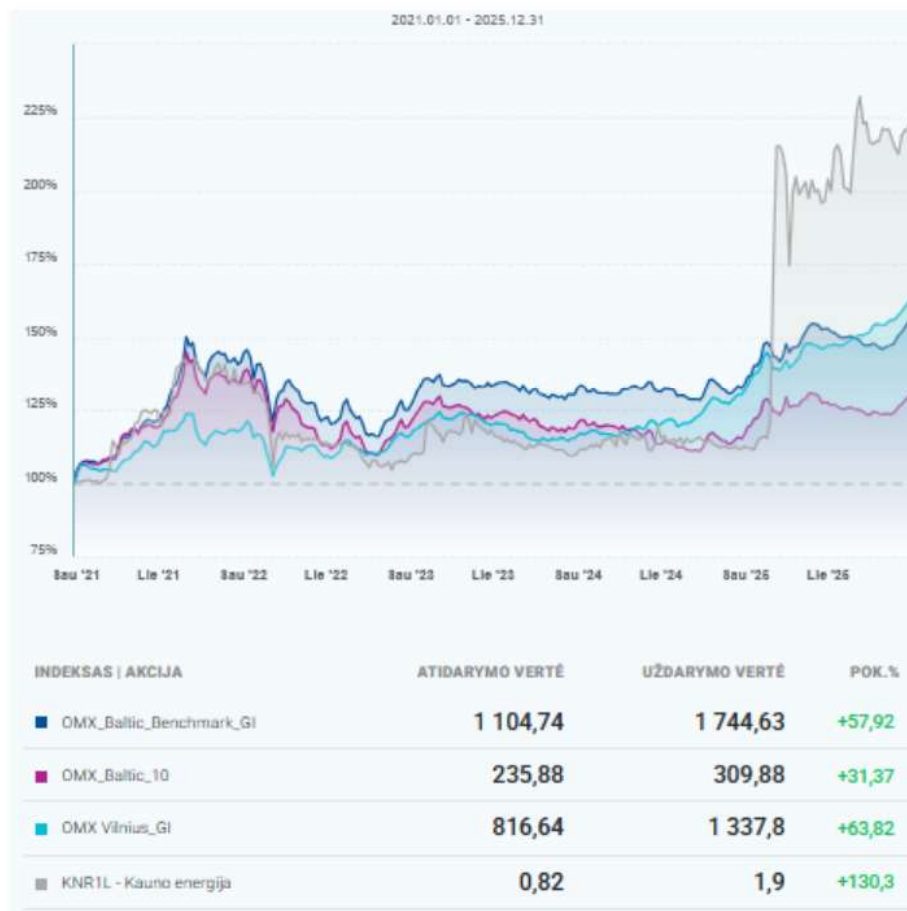 2021.01.01 - 2025.12.31
225%
200%
175%
150%
125%
100%
75%
Sau '21 Lie '21 Sau '22 Lie '22 Sau '23 Lie '23 Sau '24 Lie '24 Sau '25 Lie '25
INDEKSAS | AKCIJA ATIDARYMO VERTĖ UŽDARYMO VERTĖ POK.%
OMX_Baltic_Benchmark_GI 1 104,74 1 744,63 +57,92
OMX_Baltic_10 235,88 309,88 +31,37
OMX Vilnius_GI 816,64 1 337,8 +63,82
KNR1L - Kauno energija 0,82 1,9 +130,3